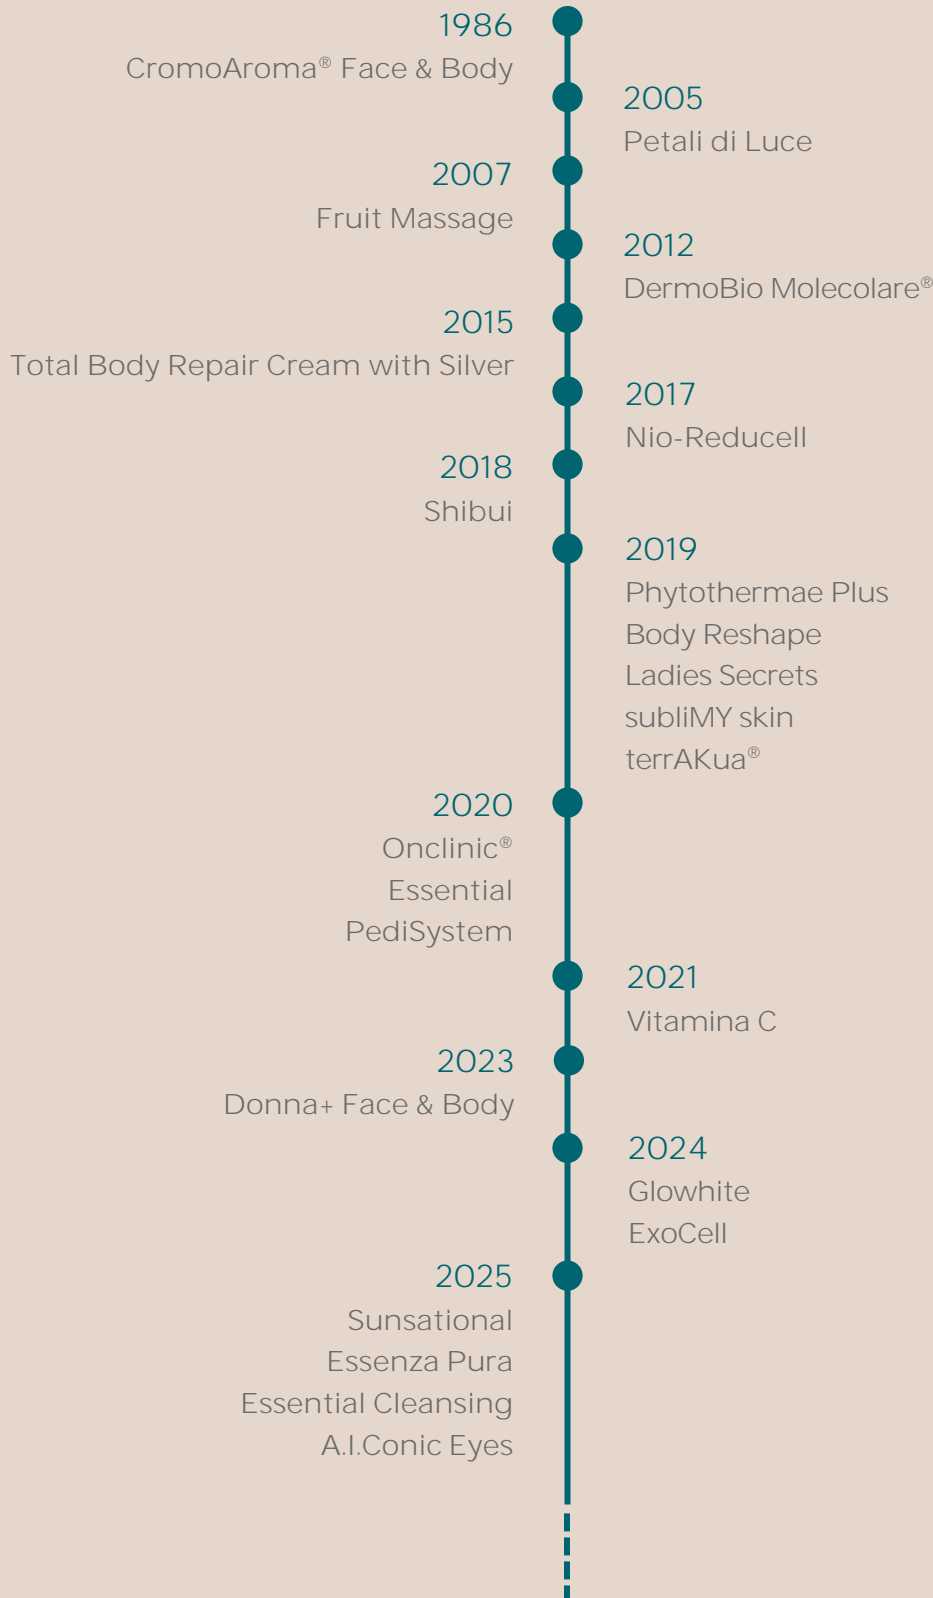 1986
CromoAroma® Face & Body
2005
Petali di Luce
2007
Fruit Massage
2012
DermoBio Molecolare®
2015
Total Body Repair Cream with Silver
2017
Nio-Reducell
2018
Shibui
2019
Phytothermae Plus
Body Reshape
Ladies Secrets
subliMY skin
terrAKua®
2020
Onclinic®
Essential
PediSystem
2021
Vitamina C
2023
Donna+ Face & Body
2024
Glowhite
ExoCell
2025
Sunsational
Essenza Pura
Essential Cleansing
A.I.Conic Eyes